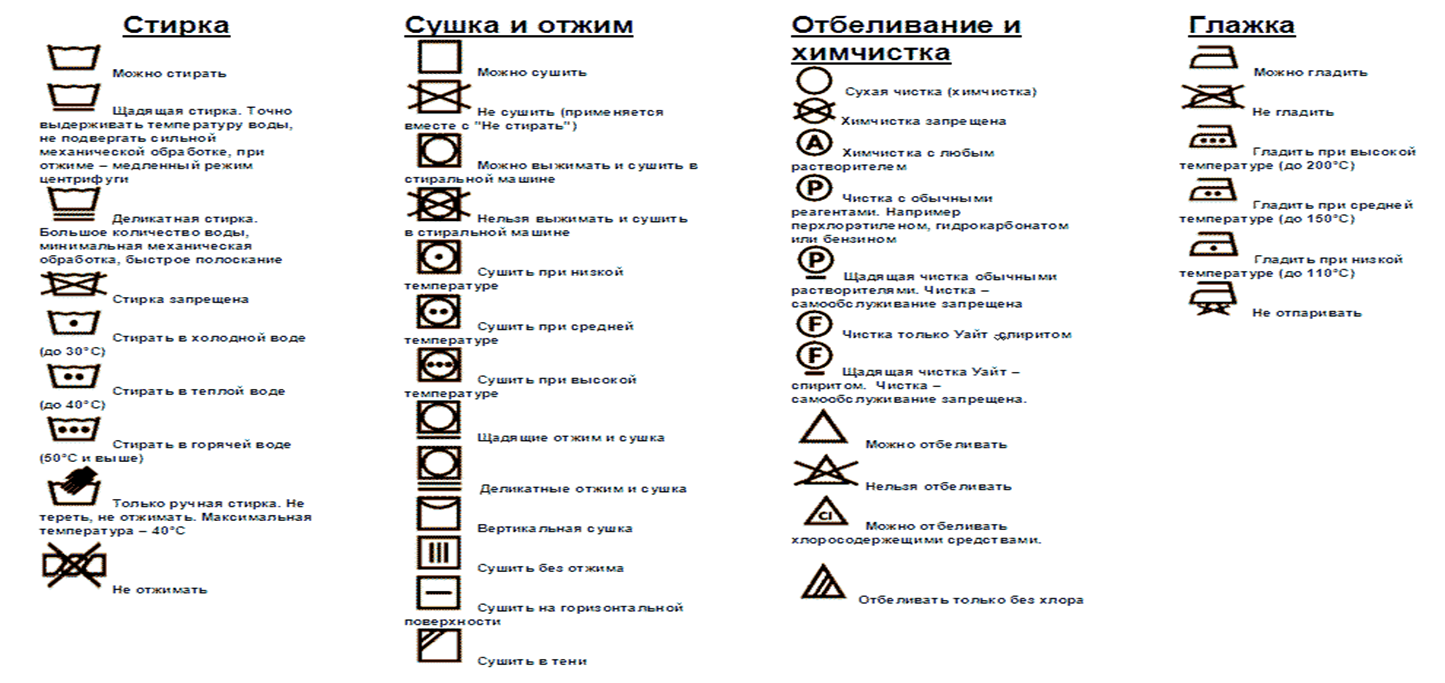 Стирка
Можно стирать
Щадящая стирка. Точно
выдерживать температуру воды,
не подвергать сильной
механической обработке, при
отжиме – медленный режим
центрифуги
Деликатная стирка.
Большое количество воды,
минимальная механическая
обработка, быстрое полоскание
Стирка запрещена
Стирать в холодной воде
(до 30°C)
Стирать в теплой воде
(до 40°C)
Стирать в горячей воде
(50°C и выше)
Только ручная стирка. Не
тереть, не отжимать. Максимальная
температура – 40°C
Не отжимать
Сушка и отжим
Можно сушить
Не сушить (применяется
вместе с "Не стирать")
Можно выжимать и сушить в
стиральной машине
Нельзя выжимать и сушить
в стиральной машине
Сушить при низкой
температуре
Сушить при средней
температуре
Сушить при высокой
температуре
Щадящие отжим и сушка
Деликатные отжим и сушка
Вертикальная сушка
Сушить без отжима
Сушить на горизонтальной
поверхности
Сушить в тени
Отбеливание и
химчистка
Сухая чистка (химчистка)
Химчистка запрещена
A
Химчистка с любым
растворителем
P
Чистка с обычными
реагентами. Например
перхлорэтиленом, гидрокарбонатом
или бензином
P
Щадящая чистка обычными
растворителями. Чистка –
самообслуживание запрещена
F
Чистка только Уайт -спиритом
F
Щадящая чистка Уайт –
спиритом. Чистка –
самообслуживание запрещена.
Можно отбеливать
Нельзя отбеливать
Cl
Можно отбеливать
хлоросодержещими средствами.
Отбеливать только без хлора
Глажка
Можно гладить
Не гладить
Гладить при высокой
температуре (до 200°C)
Гладить при средней
температуре (до 150°C)
Гладить при низкой
температуре (до 110°C)
Не отпаривать